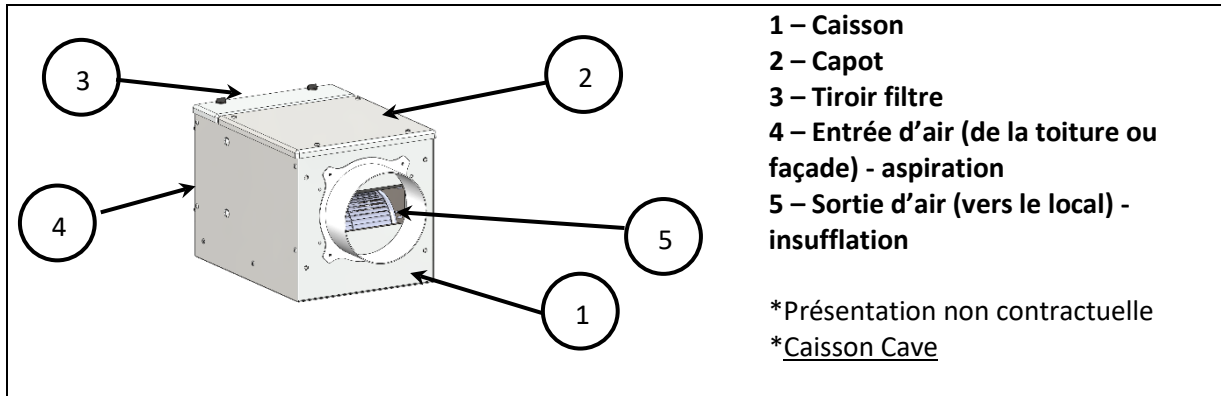 3
2
4
5
1
1 – Caisson
2 – Capot
3 – Tiroir filtre
4 – Entrée d’air (de la toiture ou
façade) - aspiration
5 – Sortie d’air (vers le local) -
insufflation
*Présentation non contractuelle
*Caisson Cave